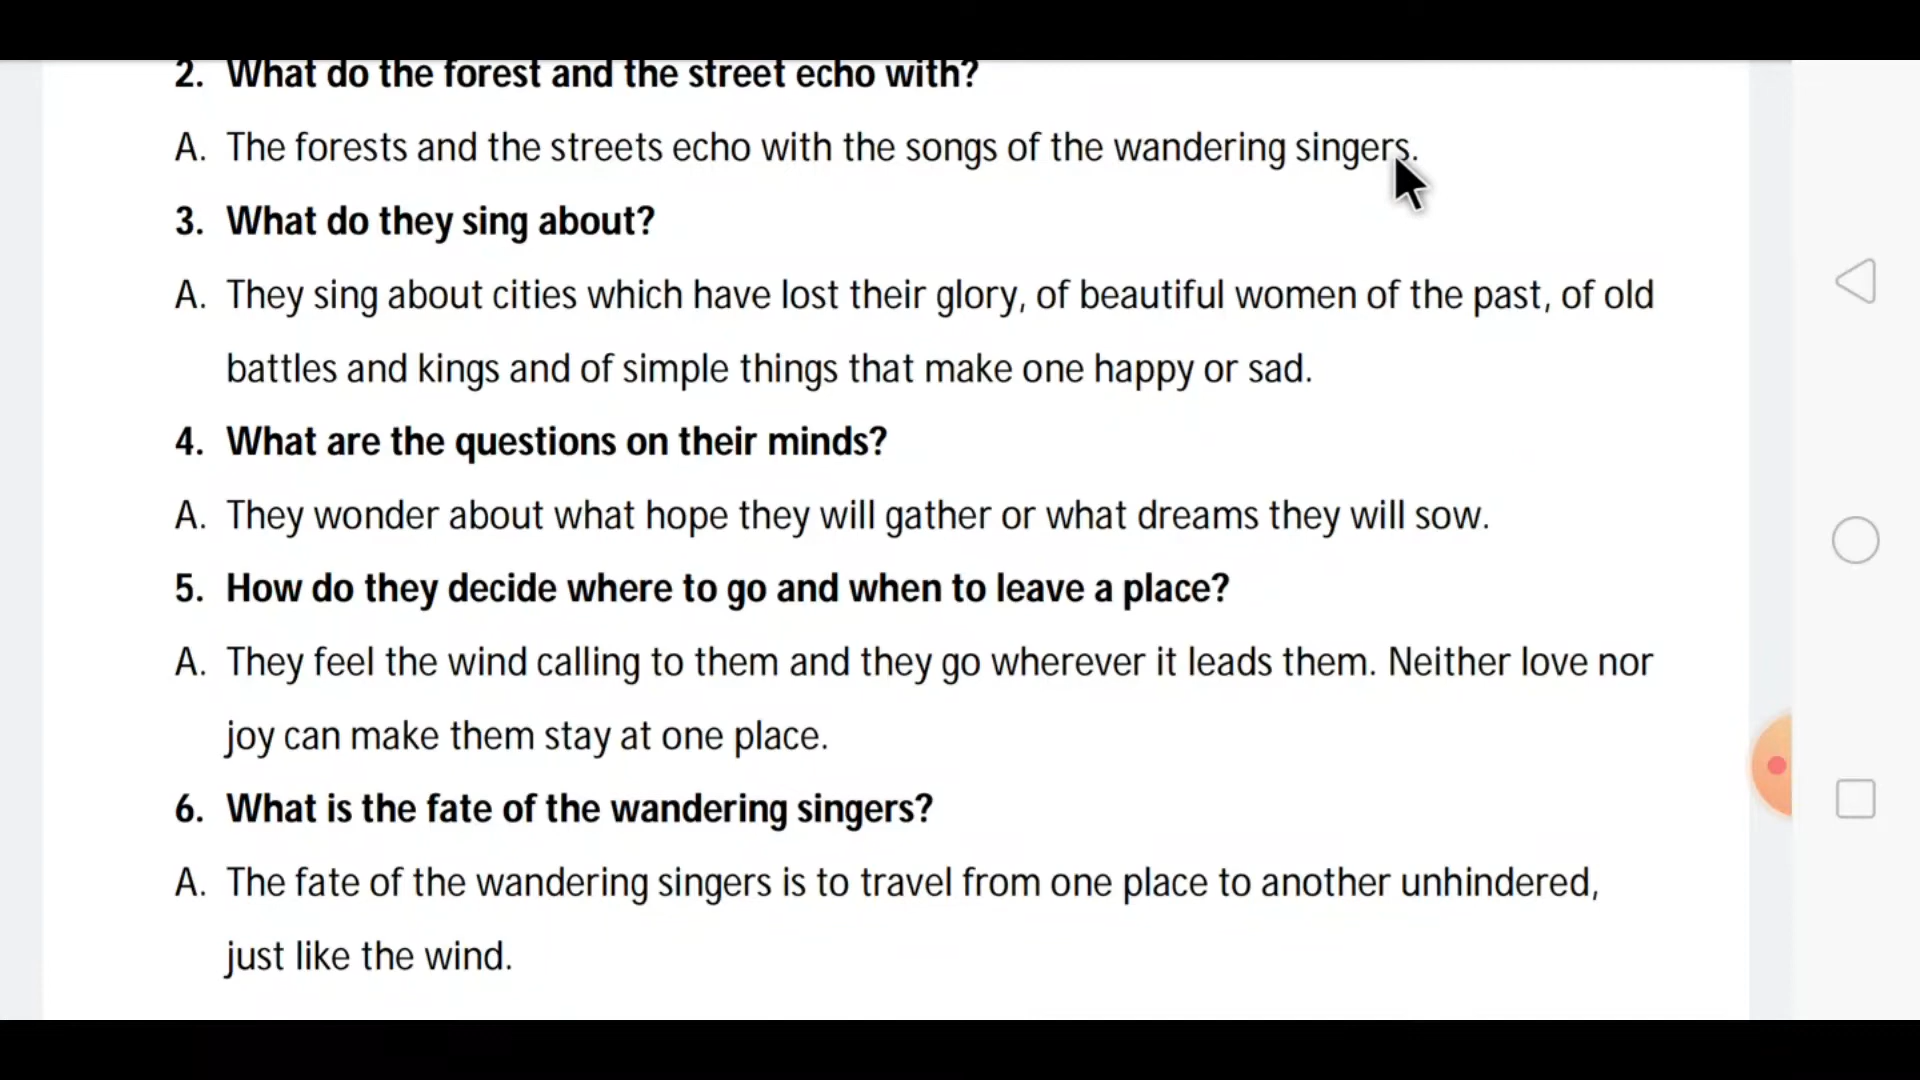 2. What do the forest and the street echo with?
A. The forests and the streets echo with the songs of the wandering singers.
3. What do they sing about?
A. They sing about cities which have lost their glory, of beautiful women of the past, of old
battles and kings and of simple things that make one happy or sad.
4. What are the questions on their minds?
A. They wonder about what hope they will gather or what dreams they will sow.
5. How do they decide where to go and when to leave a place?
A. They feel the wind calling to them and they go wherever it leads them. Neither love nor
joy can make them stay at one place.
6. What is the fate of the wandering singers?
A. The fate of the wandering singers is to travel from one place to another unhindered,
just like the wind.